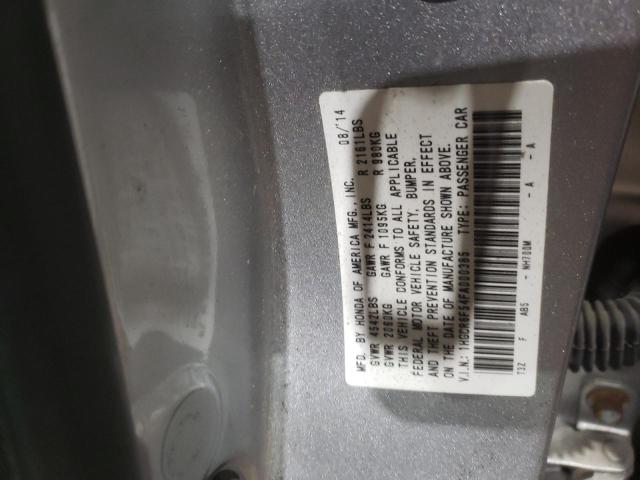 08/'14
MFD. BY HONDA OF AMERICA MFG., INC.
GVWR 4542LBS GAWR F 2414LBS R 2161LBS
GVWR 2060KG GAWR F 1095KG R 980KG
THIS VEHICLE CONFORMS TO ALL APPLICABLE
FEDERAL MOTOR VEHICLE SAFETY, BUMPER,
AND THEFT PREVENTION STANDARDS IN EFFECT
ON THE DATE OF MANUFACTURE SHOWN ABOVE.
V.I.N.: TYPE: PASSENGER CAR
T3Z F AB5 - NH700M - A - A